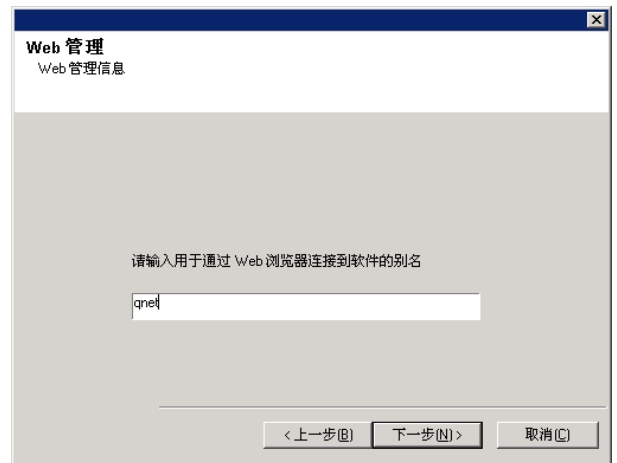 Web 管理
Web 管理信息
请输入用于通过 Web 浏览器连接到软件的别名
qnet
< 上一步(B) 下一步(N) > 取消(C)